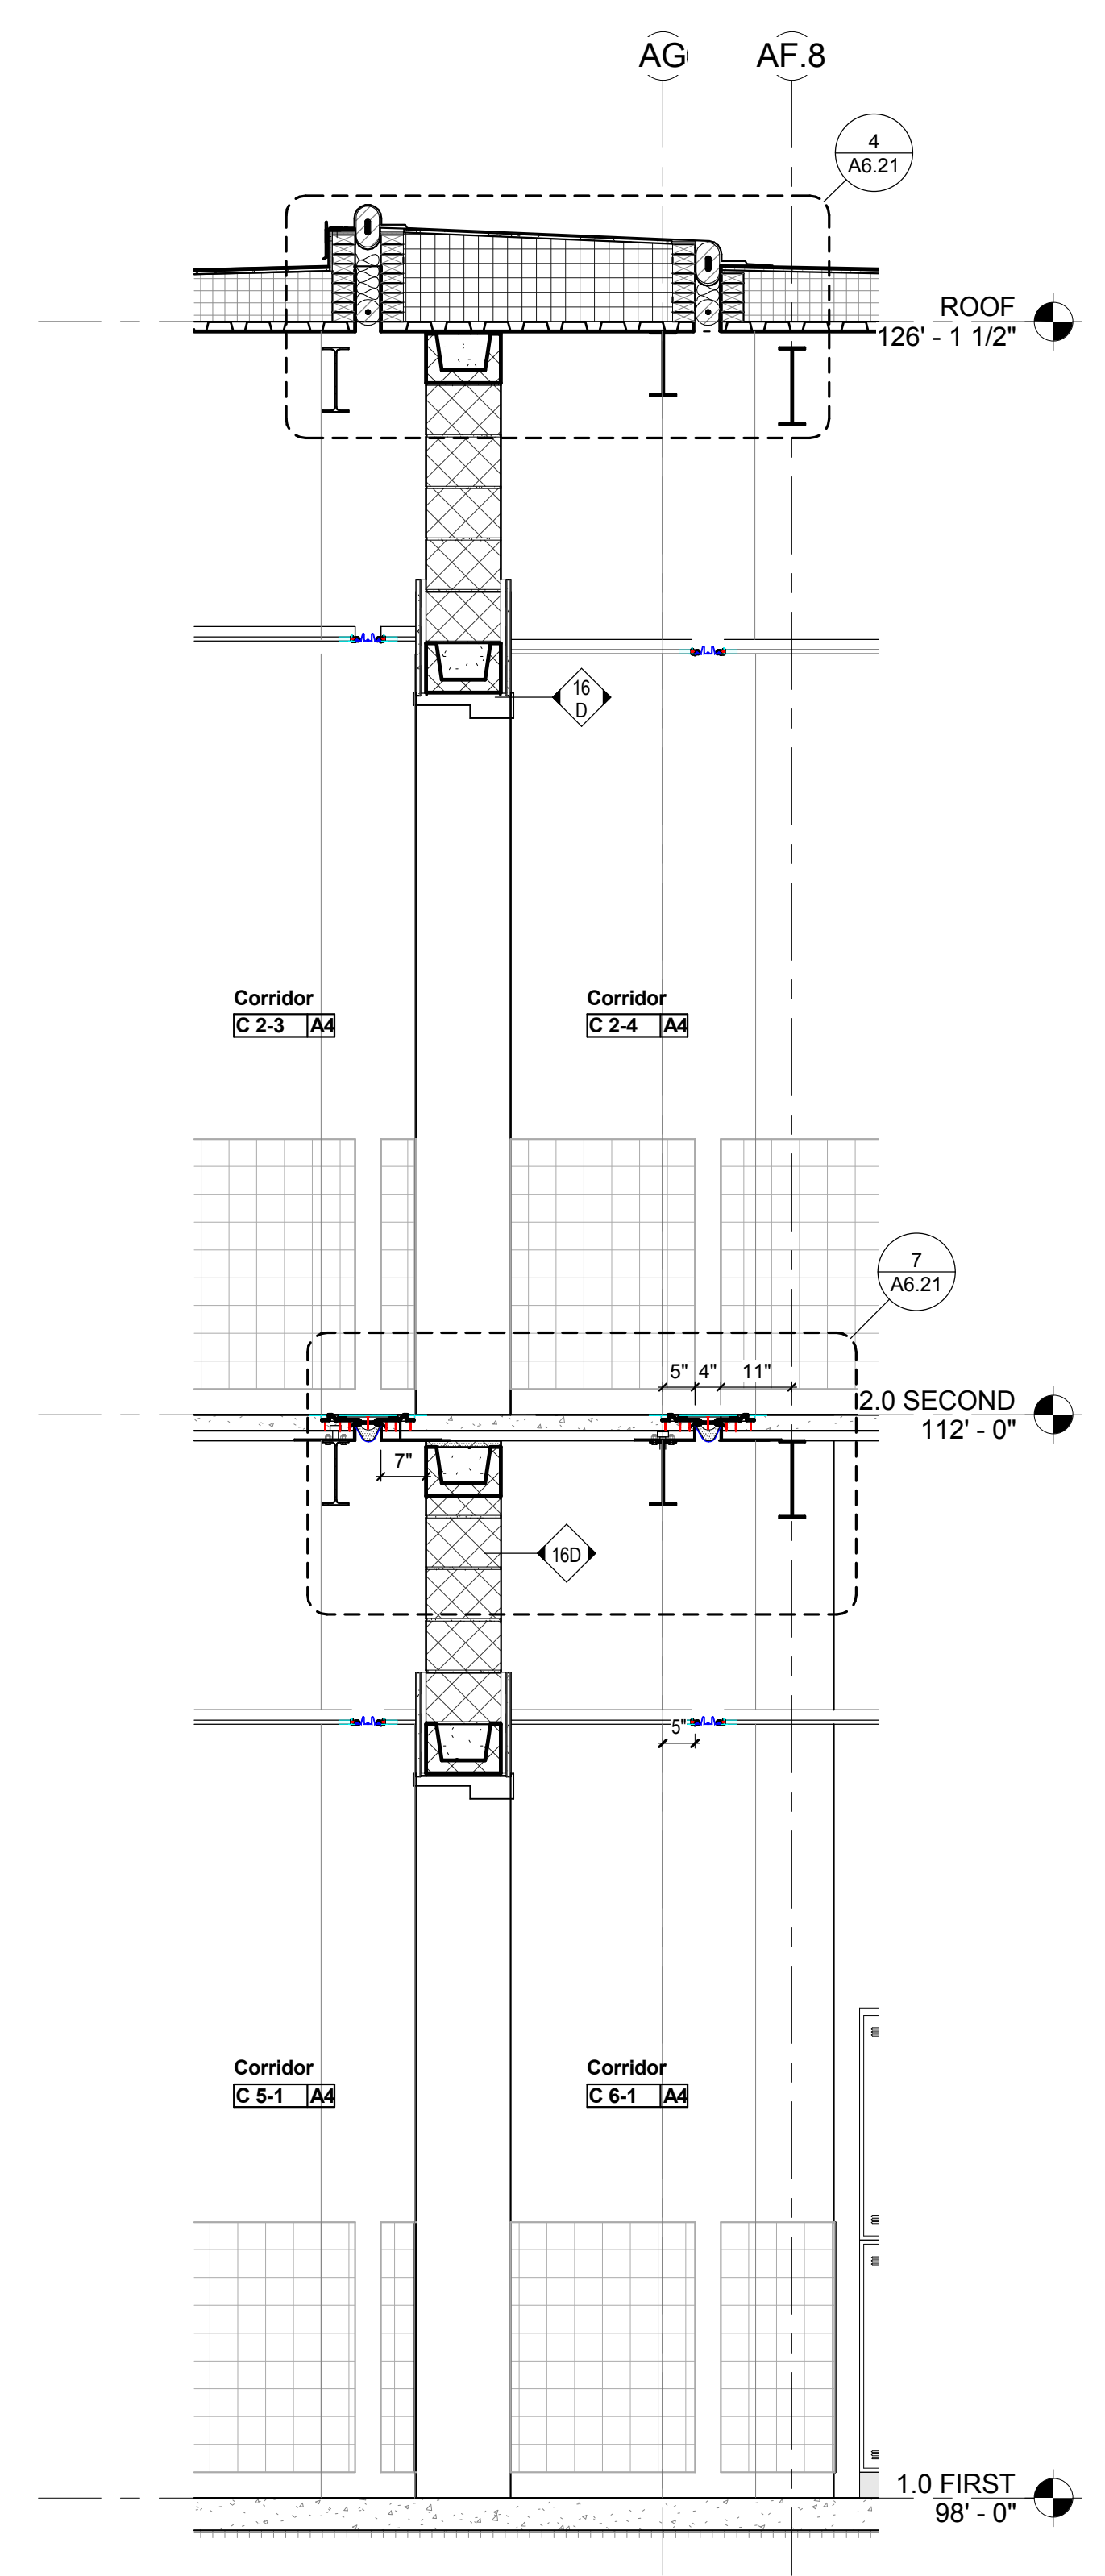 AG
AF.8
4
A6.21
ROOF
126' - 1 1/2"
16
D
Corridor
C 2-3 A4
Corridor
C 2-4 A4
7
A6.21
5" 4" 11"
2.0 SECOND
112' - 0"
7"
16D
5"
Corridor
C 5-1 A4
Corridor
C 6-1 A4
1.0 FIRST
98' - 0"